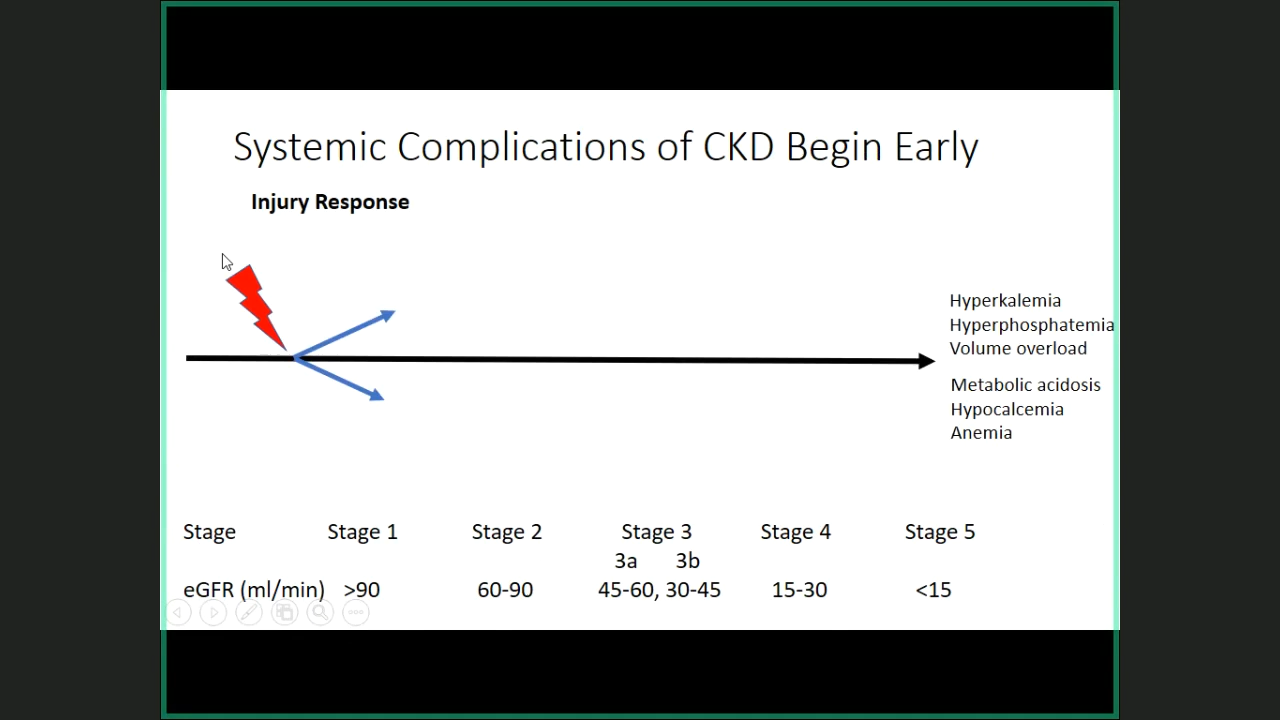 Systemic Complications of CKD Begin Early
Injury Response
Hyperkalemia
Hyperphosphatemia
Volume overload
Metabolic acidosis
Hypocalcemia
Anemia
Stage Stage 1 Stage 2 Stage 3 Stage 4 Stage 5
3a 3b
eGFR (ml/min) >90 60-90 45-60, 30-45 15-30 <15